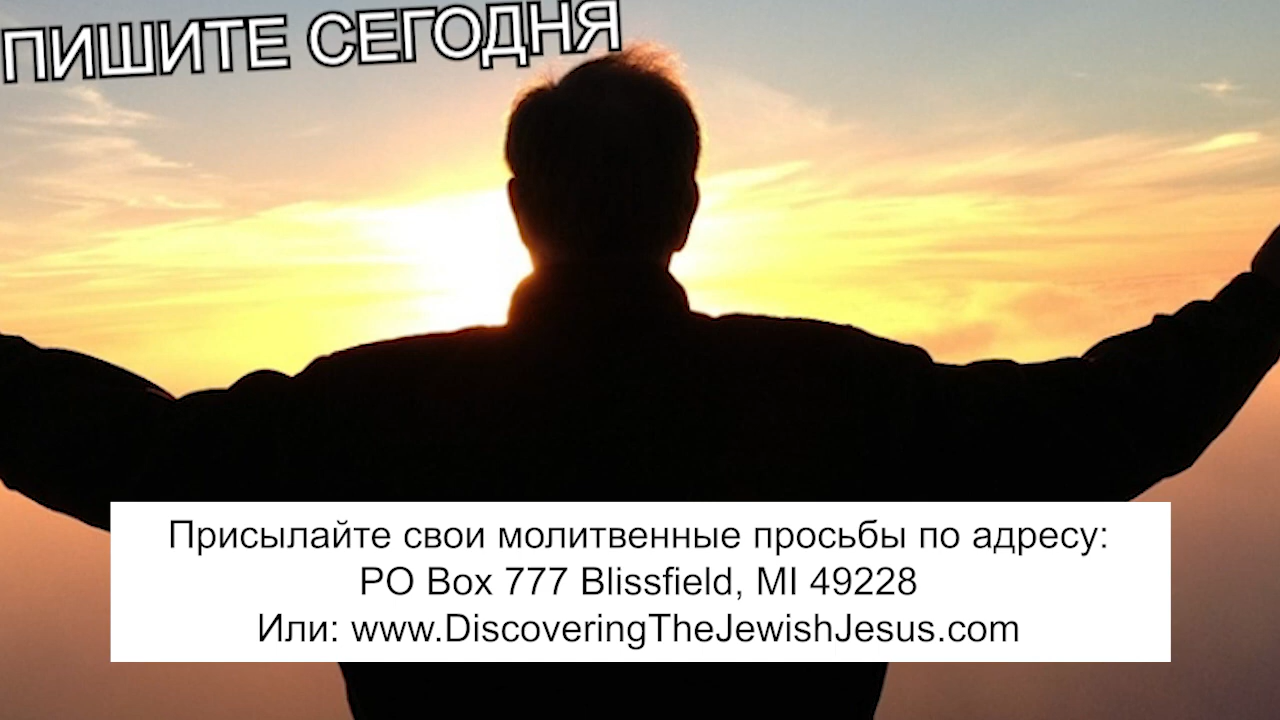 ПИШИТЕ СЕГОДНЯ
Присылайте свои молитвенные просьбы по адресу:
PO Box 777 Blissfield, MI 49228
Или: www.DiscoveringTheJewishJesus.com